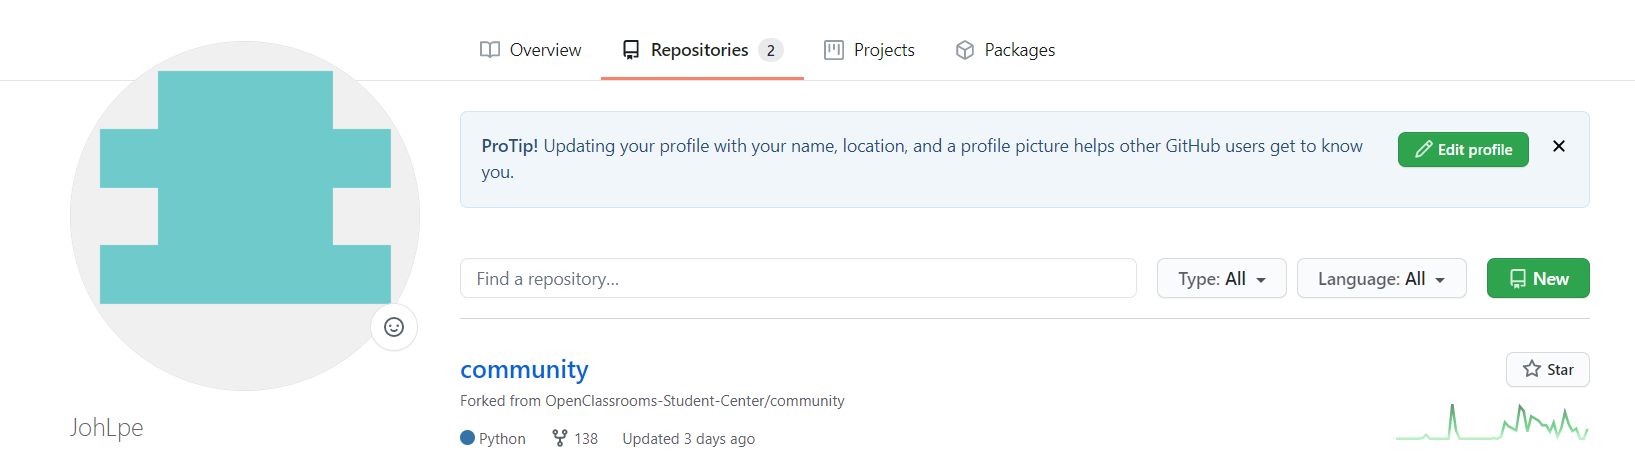 Overview Repositories 2 Projects Packages
ProTip! Updating your profile with your name, location, and a profile picture helps other GitHub users get to know
you.
Edit profile
Find a repository...
Type: All
Language: All
New
community
Star
Forked from OpenClassrooms-Student-Center/community
JohLpe
Python 138 Updated 3 days ago